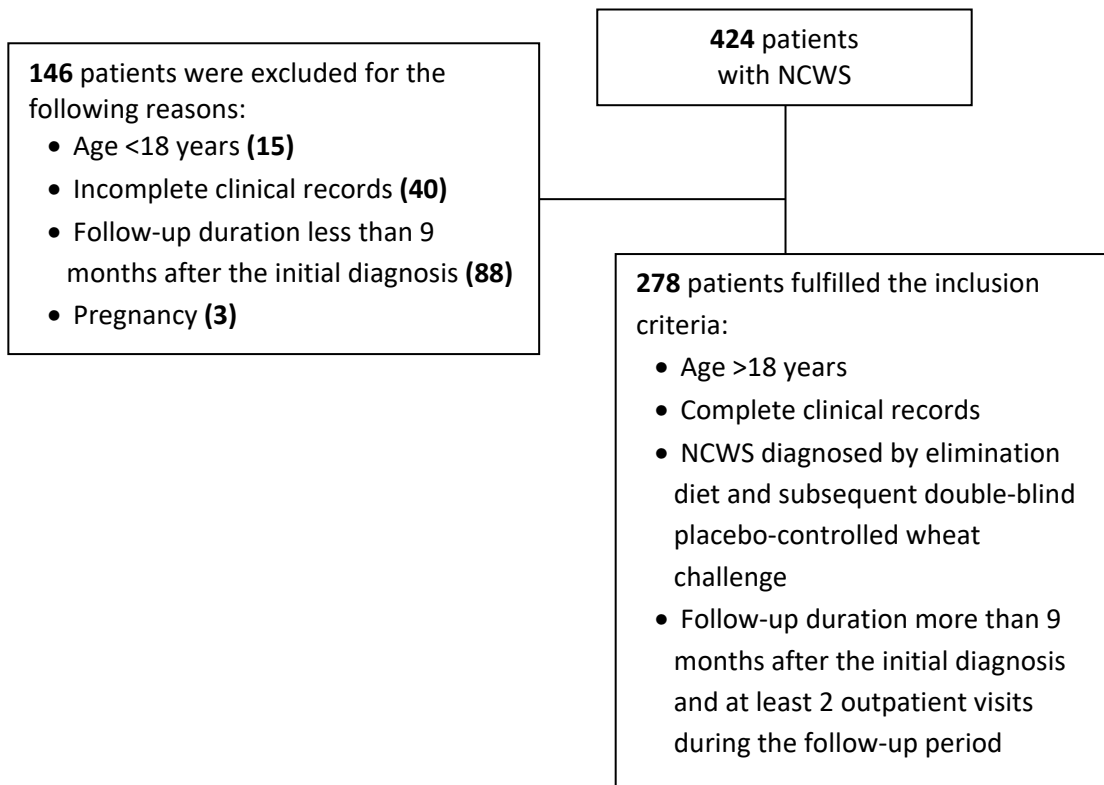 424 patients
with NCWS
146 patients were excluded for the
following reasons:
• Age <18 years (15)
• Incomplete clinical records (40)
• Follow-up duration less than 9
months after the initial diagnosis (88)
• Pregnancy (3)
278 patients fulfilled the inclusion
criteria:
• Age >18 years
• Complete clinical records
• NCWS diagnosed by elimination
diet and subsequent double-blind
placebo-controlled wheat
challenge
• Follow-up duration more than 9
months after the initial diagnosis
and at least 2 outpatient visits
during the follow-up period